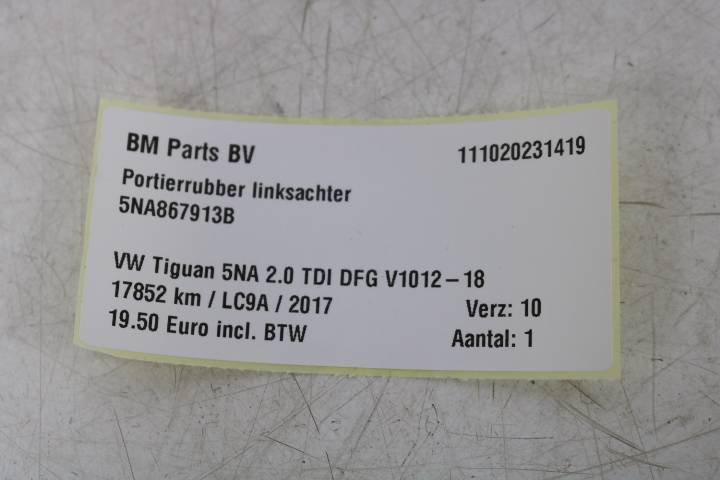 BM Parts BV 111020231419
Portierrubber linksachter
5NA867913B
VW Tiguan 5NA 2.0 TDI DFG V1012-18
17852 km / LC9A / 2017 Verz: 10
19.50 Euro incl. BTW Aantal: 1